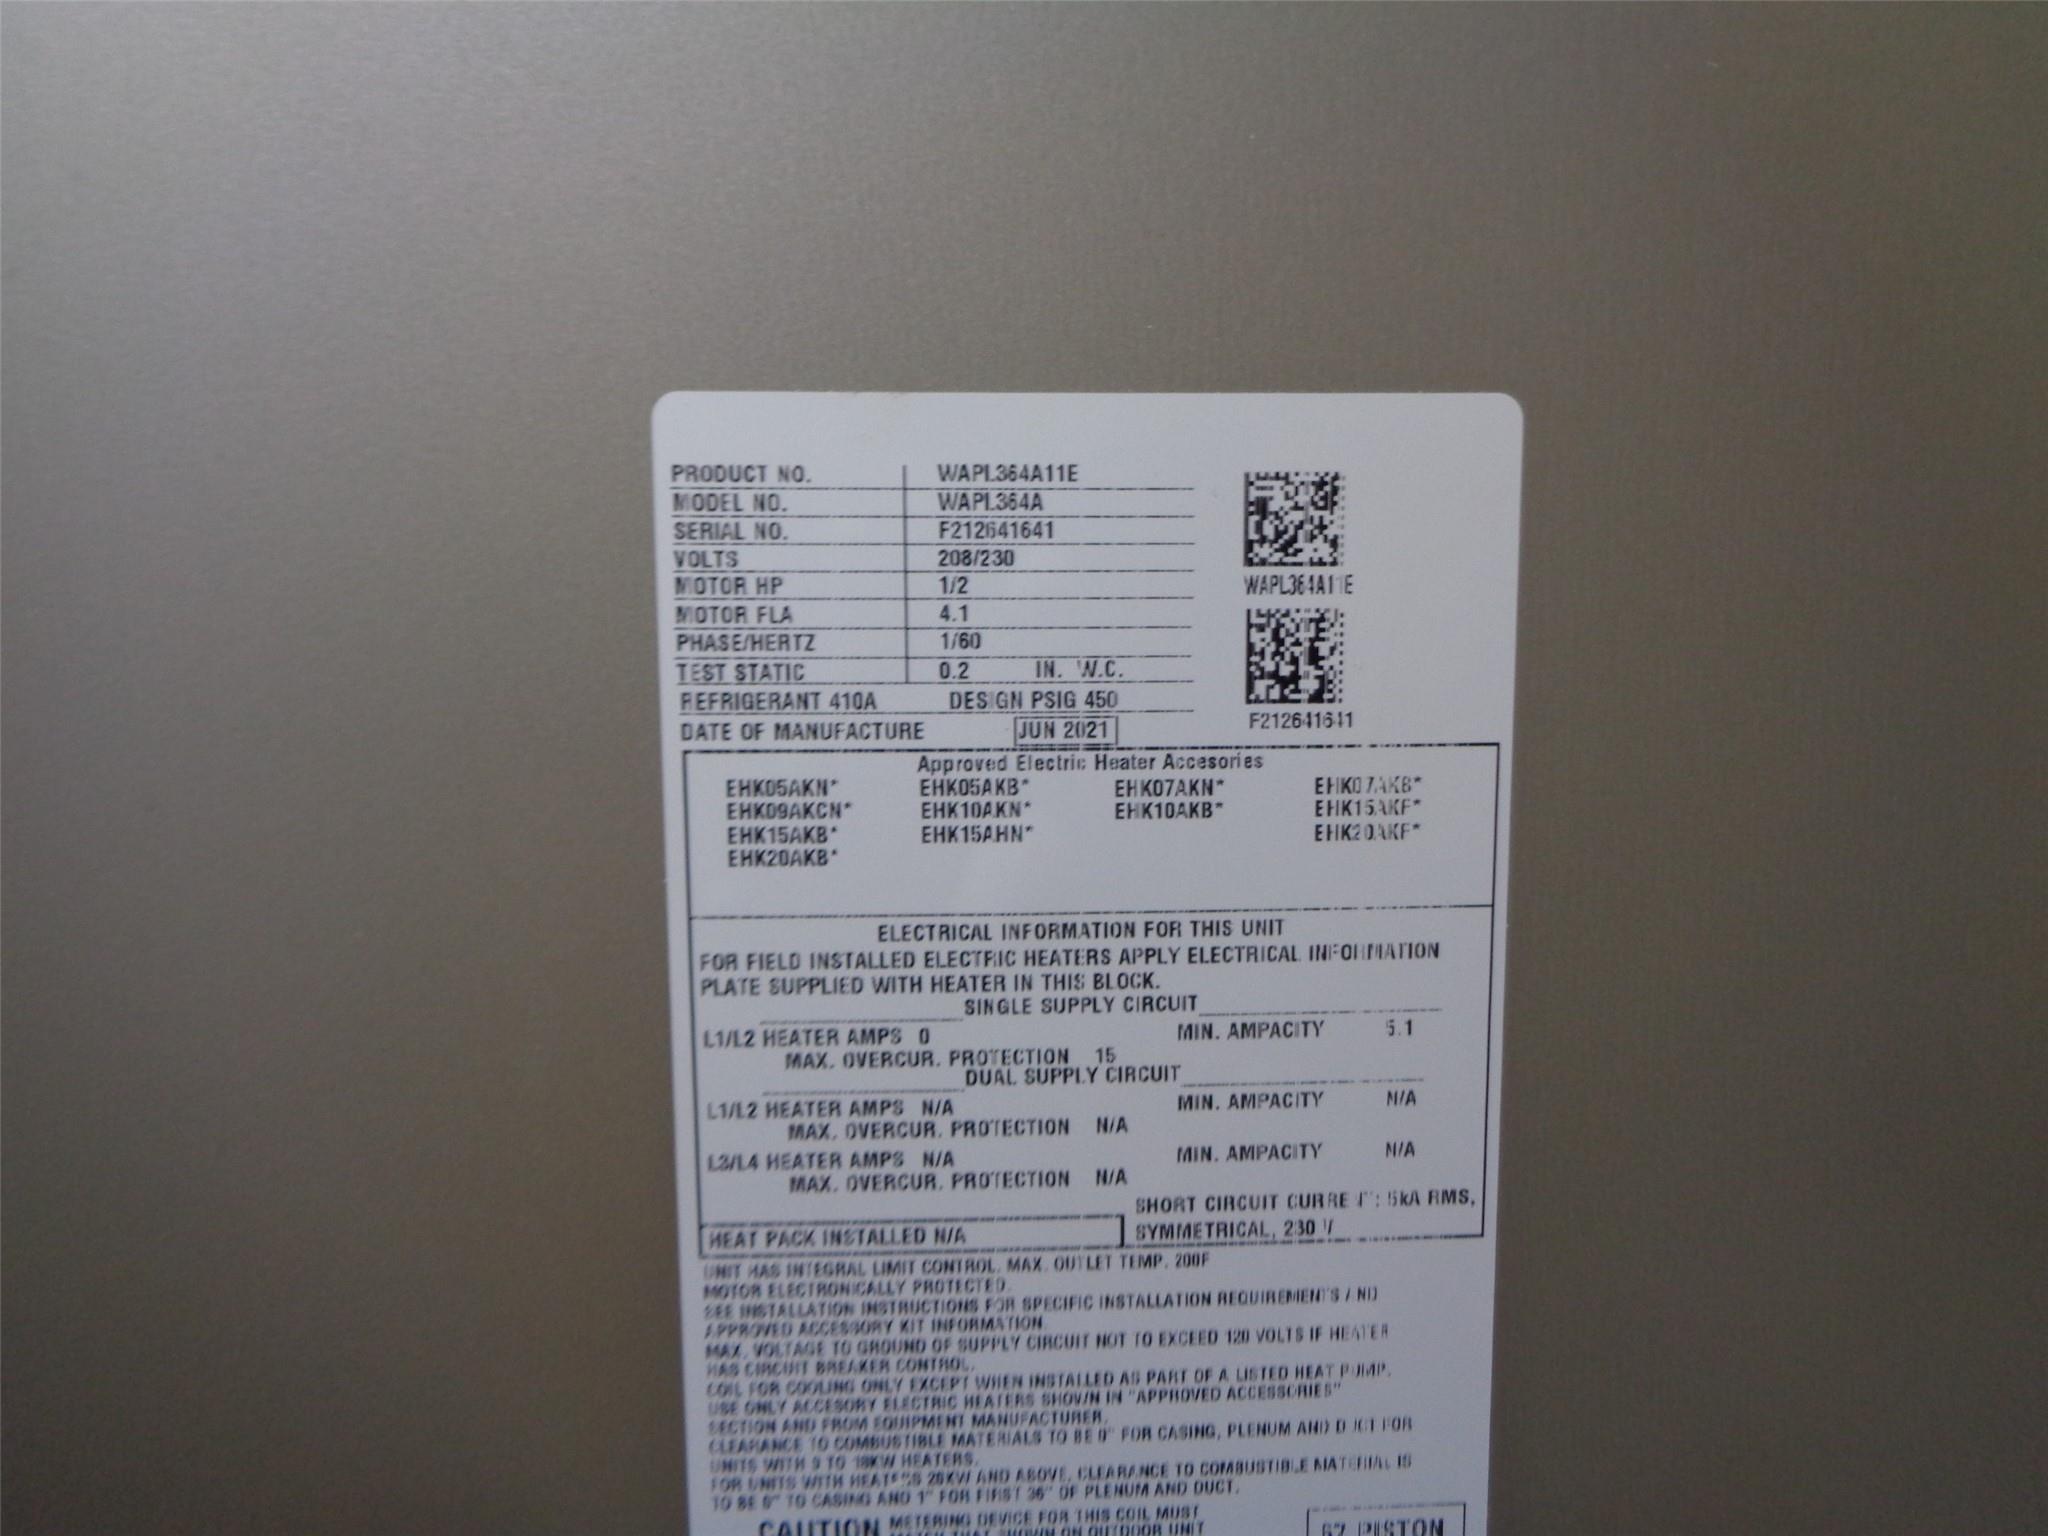 PRODUCT NO. WAPL364A11E
MODEL NO. WAPL364A
SERIAL NO. F212641641
VOLTS 208/230
MOTOR HP 1/2
MOTOR FLA 4.1
PHASE/HERTZ 1/60
TEST STATIC 0.2 IN. W.C.
REFRIGERANT 410A DESIGN PSIG 450
DATE OF MANUFACTURE JUN 2021
WAPL364A11E
F212641641
Approved Electric Heater Accesories
EHK05AKN* EHK05AKB* EHK07AKN* EHK07AKB*
EHK09AKCN* EHK10AKN* EHK10AKB* EHK15AKF*
EHK15AKB* EHK15AHN* EHK20AKF*
EHK20AKB*
ELECTRICAL INFORMATION FOR THIS UNIT
FOR FIELD INSTALLED ELECTRIC HEATERS APPLY ELECTRICAL INFORMATION
PLATE SUPPLIED WITH HEATER IN THIS BLOCK.
SINGLE SUPPLY CIRCUIT
L1/L2 HEATER AMPS 0 MIN. AMPACITY 5.1
MAX. OVERCUR. PROTECTION 15
DUAL SUPPLY CIRCUIT
L1/L2 HEATER AMPS N/A MIN. AMPACITY N/A
MAX. OVERCUR. PROTECTION N/A
L3/L4 HEATER AMPS N/A MIN. AMPACITY N/A
MAX. OVERCUR. PROTECTION N/A
SHORT CIRCUIT CURRENT: 5kA RMS,
SYMMETRICAL, 230 V
HEAT PACK INSTALLED N/A
UNIT HAS INTEGRAL LIMIT CONTROL. MAX. OUTLET TEMP. 200F
MOTOR ELECTRONICALLY PROTECTED.
SEE INSTALLATION INSTRUCTIONS FOR SPECIFIC INSTALLATION REQUIREMENTS AND
APPROVED ACCESSORY KIT INFORMATION.
MAX. VOLTAGE TO GROUND OF SUPPLY CIRCUIT NOT TO EXCEED 120 VOLTS IF HEATER
HAS CIRCUIT BREAKER CONTROL.
COIL FOR COOLING ONLY EXCEPT WHEN INSTALLED AS PART OF A LISTED HEAT PUMP.
USE ONLY ACCESORY ELECTRIC HEATERS SHOWN IN "APPROVED ACCESSORIES"
SECTION AND FROM EQUIPMENT MANUFACTURER.
CLEARANCE TO COMBUSTIBLE MATERIALS TO BE 0" FOR CASING, PLENUM AND DUCT FOR
UNITS WITH 3 TO 18KW HEATERS.
FOR UNITS WITH HEATERS 20KW AND ABOVE, CLEARANCE TO COMBUSTIBLE MATERIAL IS
TO BE 0" TO CASING AND 1" FOR FIRST 36" OF PLENUM AND DUCT.
CAUTION METERING DEVICE FOR THIS COIL MUST
MATCH THAT SHOWN ON OUTDOOR UNIT
PISTON